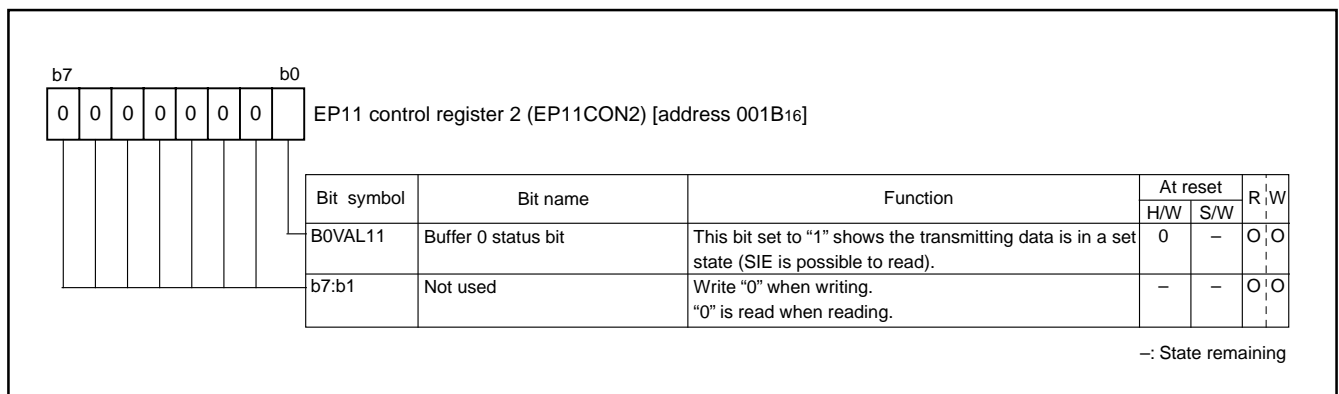 b7 b0
0 0 0 0 0 0 0
EP11 control register 2 (EP11CON2) [address 001B16]
Bit symbol Bit name Function At reset R W
H/W S/W
B0VAL11 Buffer 0 status bit This bit set to “1” shows the transmitting data is in a set 0 – O O
state (SIE is possible to read).
b7:b1 Not used Write “0” when writing. – – O O
“0” is read when reading.
–: State remaining